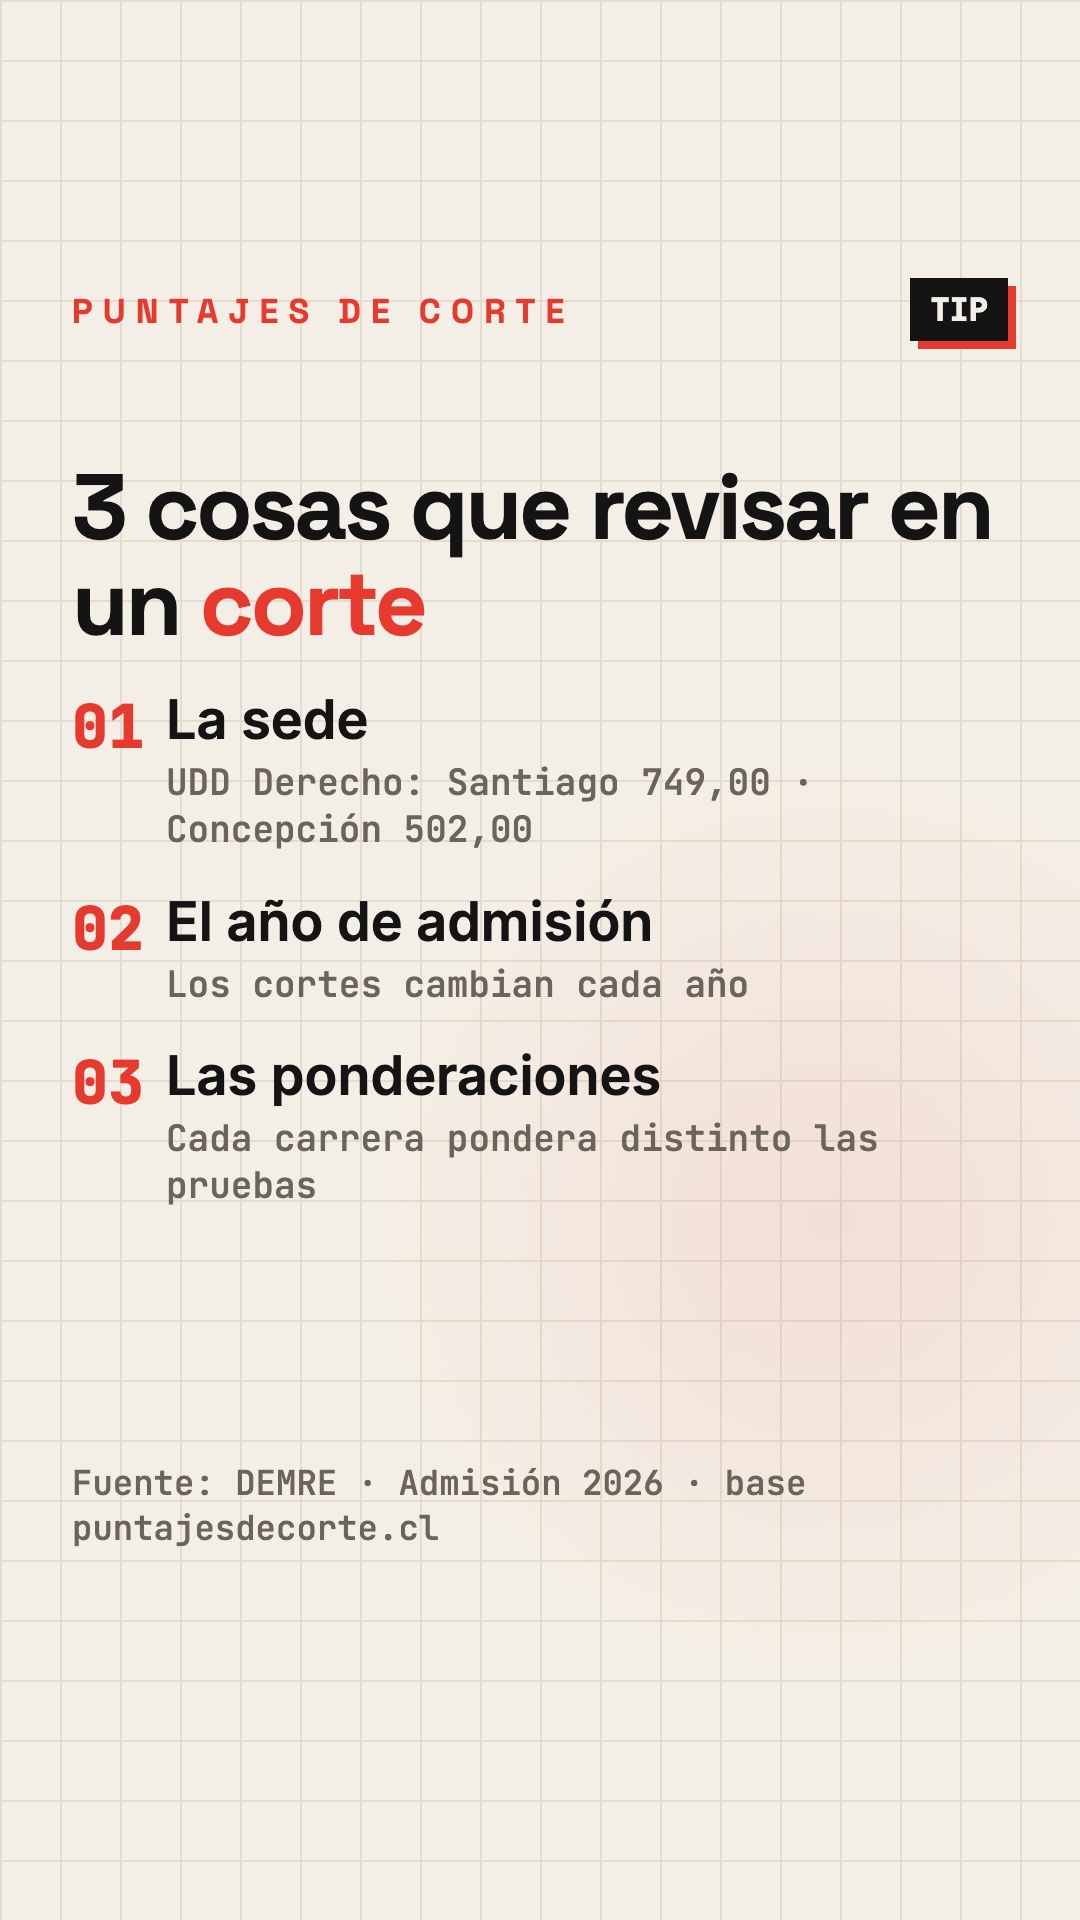 PUNTAJES DE CORTE
TIP
3 cosas que revisar en
un corte
01 La sede
UDD Derecho: Santiago 749,00 ·
Concepción 502,00
02 El año de admisión
Los cortes cambian cada año
03 Las ponderaciones
Cada carrera pondera distinto las
pruebas
Fuente: DEMRE · Admisión 2026 · base
puntajesdecorte.cl